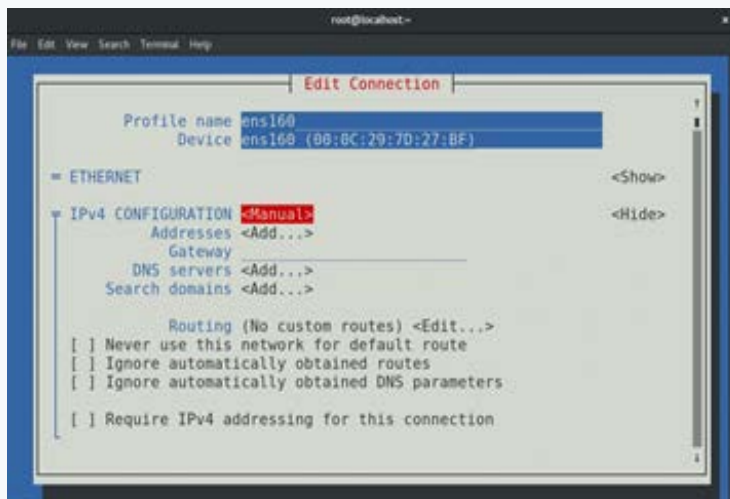 root@localhost:~
File Edit View Search Terminal Help
Edit Connection
Profile name ens160
Device ens160 (00:0C:29:7D:27:BF)
= ETHERNET <Show>
IPv4 CONFIGURATION <Manual> <Hide>
Addresses <Add...>
Gateway
DNS servers <Add...>
Search domains <Add...>
Routing (No custom routes) <Edit...>
[ ] Never use this network for default route
[ ] Ignore automatically obtained routes
[ ] Ignore automatically obtained DNS parameters
[ ] Require IPv4 addressing for this connection